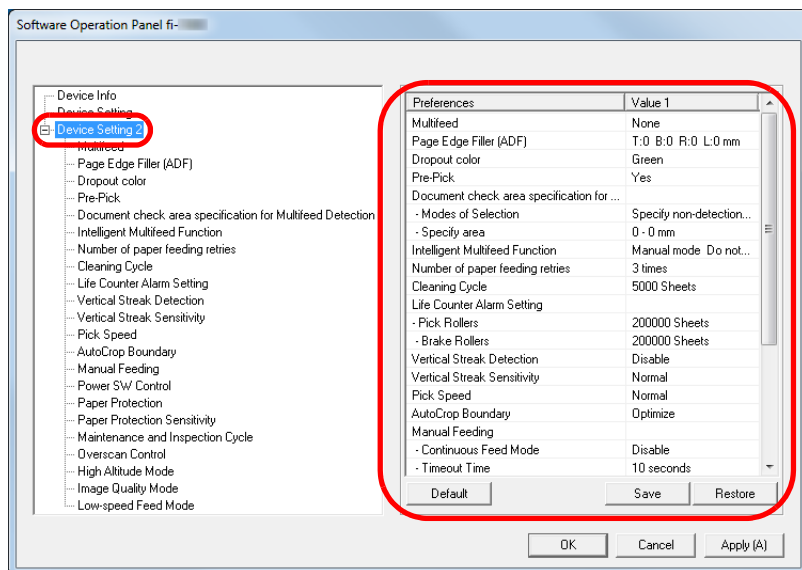 Software Operation Panel fi-
Device Info
Device Setting
Device Setting 2
Multifeed
Page Edge Filler (ADF)
Dropout color
Pre-Pick
Document check area specification for Multifeed Detection
Intelligent Multifeed Function
Number of paper feeding retries
Cleaning Cycle
Life Counter Alarm Setting
Vertical Streak Detection
Vertical Streak Sensitivity
Pick Speed
AutoCrop Boundary
Manual Feeding
Power SW Control
Paper Protection
Paper Protection Sensitivity
Maintenance and Inspection Cycle
Overscan Control
High Altitude Mode
Image Quality Mode
Low-speed Feed Mode
Preferences Value 1
Multifeed None
Page Edge Filler (ADF) T:0 B:0 R:0 L:0 mm
Dropout color Green
Pre-Pick Yes
Document check area specification for ...
- Modes of Selection Specify non-detection...
- Specify area 0 - 0 mm
Intelligent Multifeed Function Manual mode Do not...
Number of paper feeding retries 3 times
Cleaning Cycle 5000 Sheets
Life Counter Alarm Setting
- Pick Rollers 200000 Sheets
- Brake Rollers 200000 Sheets
Vertical Streak Detection Disable
Vertical Streak Sensitivity Normal
Pick Speed Normal
AutoCrop Boundary Optimize
Manual Feeding
- Continuous Feed Mode Disable
- Timeout Time 10 seconds
Default Save Restore
OK Cancel Apply (A)